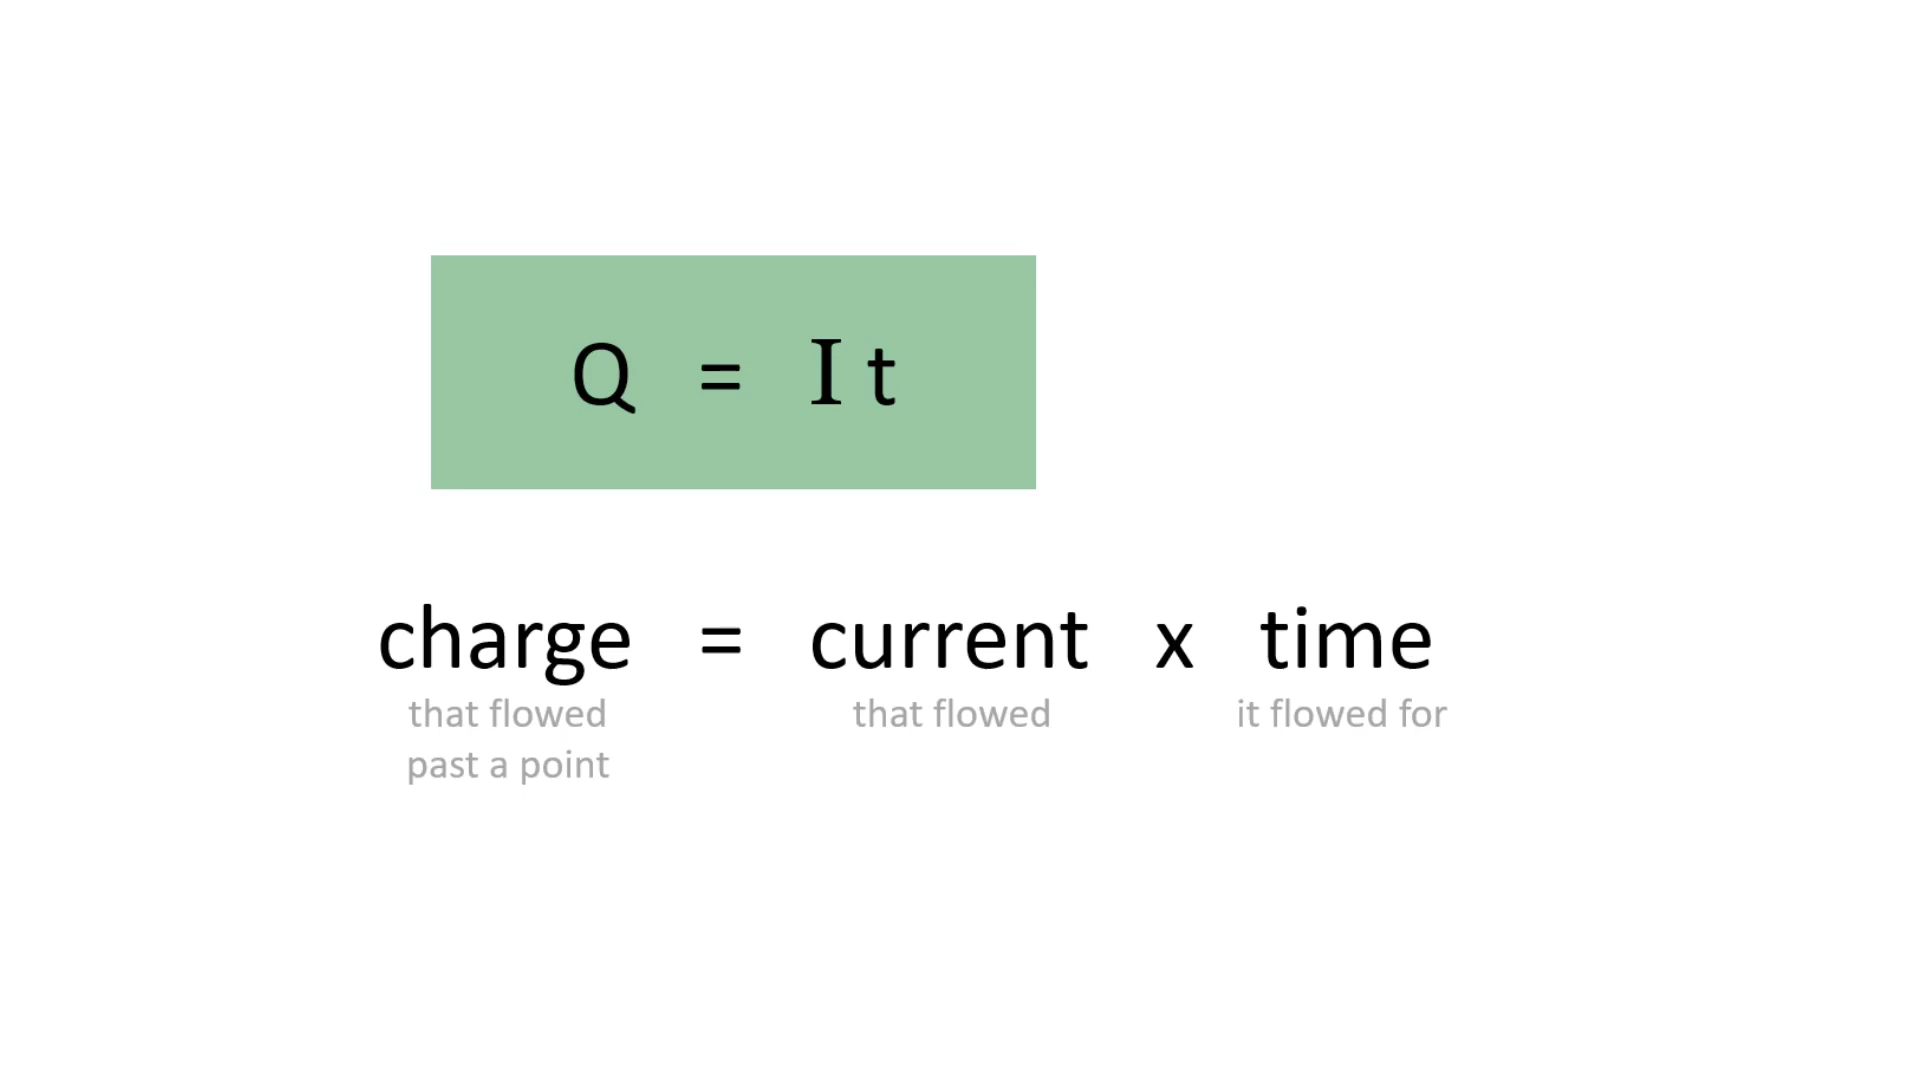 Q = I t
charge = current x time
that flowed that flowed it flowed for
past a point